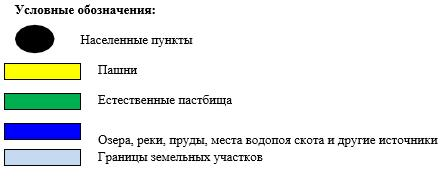 Условные обозначения:
Населенные пункты
Пашни
Естественные пастбища
Озера, реки, пруды, места водопоя скота и другие источники
Границы земельных участков